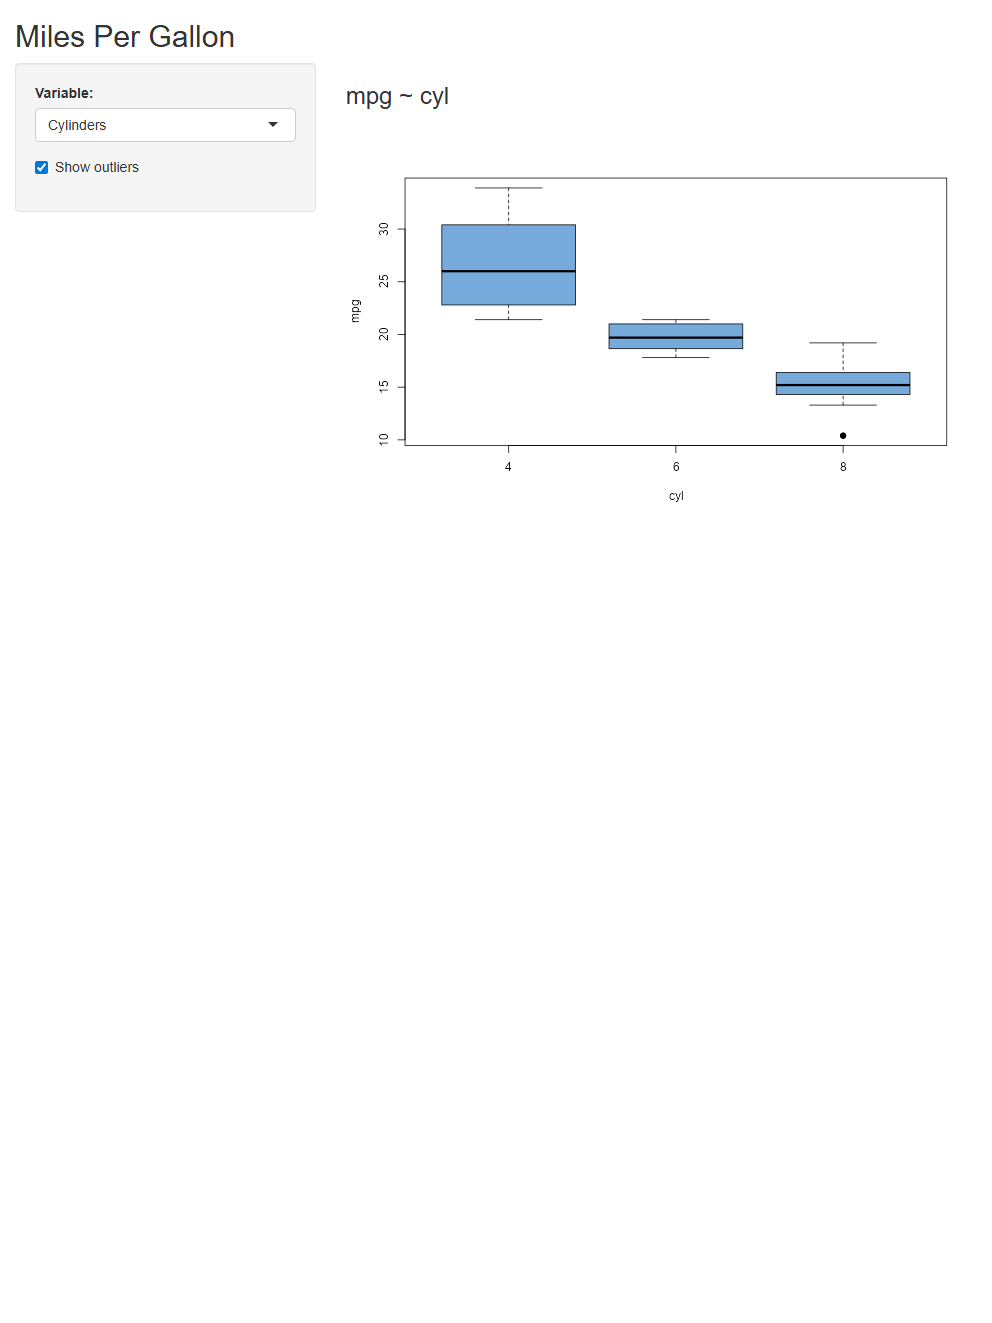 Miles Per Gallon
Variable:
Cylinders
Show outliers
mpg ~ cyl
30
25
20
15
10
mpg
4 6 8
cyl